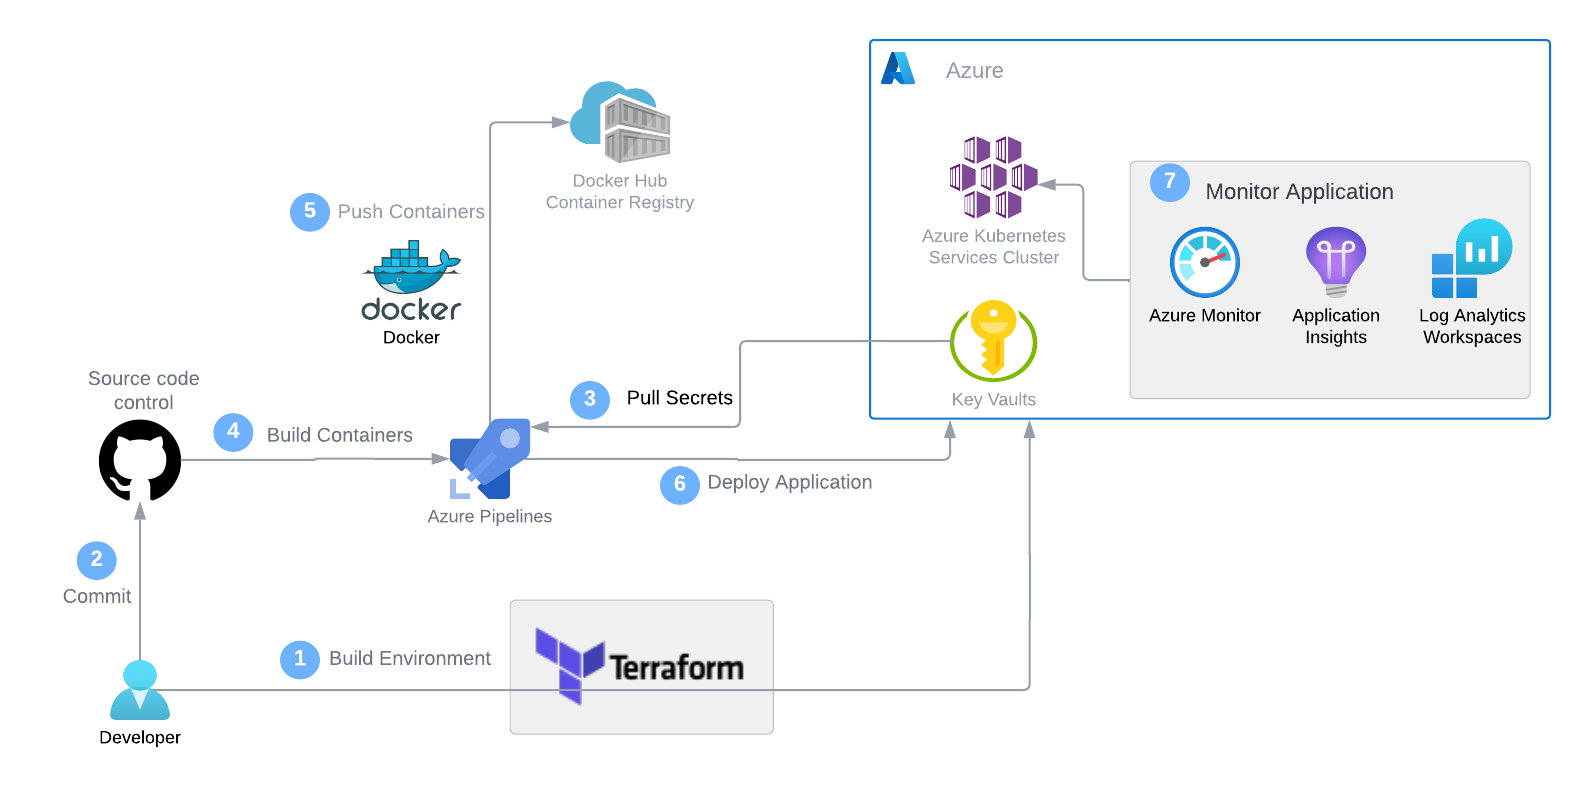 Azure
Docker Hub
Container Registry
5
Push Containers
docker
Docker
7
Monitor Application
Azure Kubernetes
Services Cluster
Azure Monitor
Application
Insights
Log Analytics
Workspaces
Key Vaults
3
Pull Secrets
Source code
control
4
Build Containers
Azure Pipelines
6
Deploy Application
2
Commit
1
Build Environment
Terraform
Developer